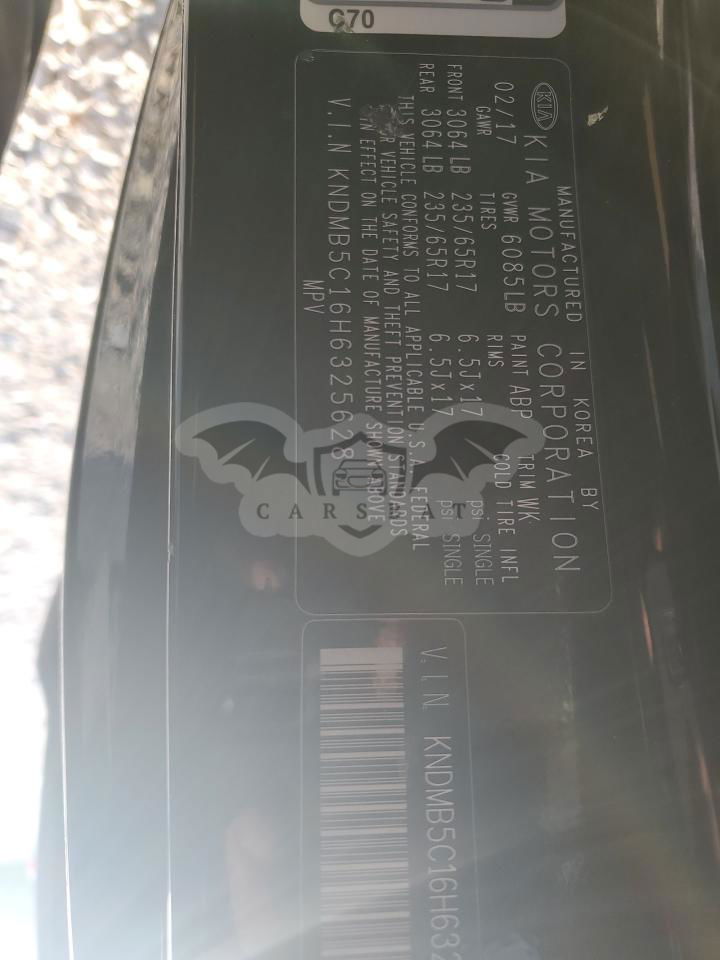 C70
MANUFACTURED IN KOREA BY
KIA KIA MOTORS CORPORATION
02/17 GVWR 6085LB PAINT ABP TRIM WK
GAWR TIRES RIMS COLD TIRE INFL
FRONT 3064LB 235/65R17 6.5Jx17 psi SINGLE
REAR 3064LB 235/65R17 6.5Jx17 psi SINGLE
THIS VEHICLE CONFORMS TO ALL APPLICABLE U.S.A. FEDERAL
VEHICLE SAFETY AND THEFT PREVENTION STANDARDS
IN EFFECT ON THE DATE OF MANUFACTURE SHOWN ABOVE
V.I.N KNDMB5C16H6325628
MPV
V.I.N. KNDMB5C16H632
CARSBAT